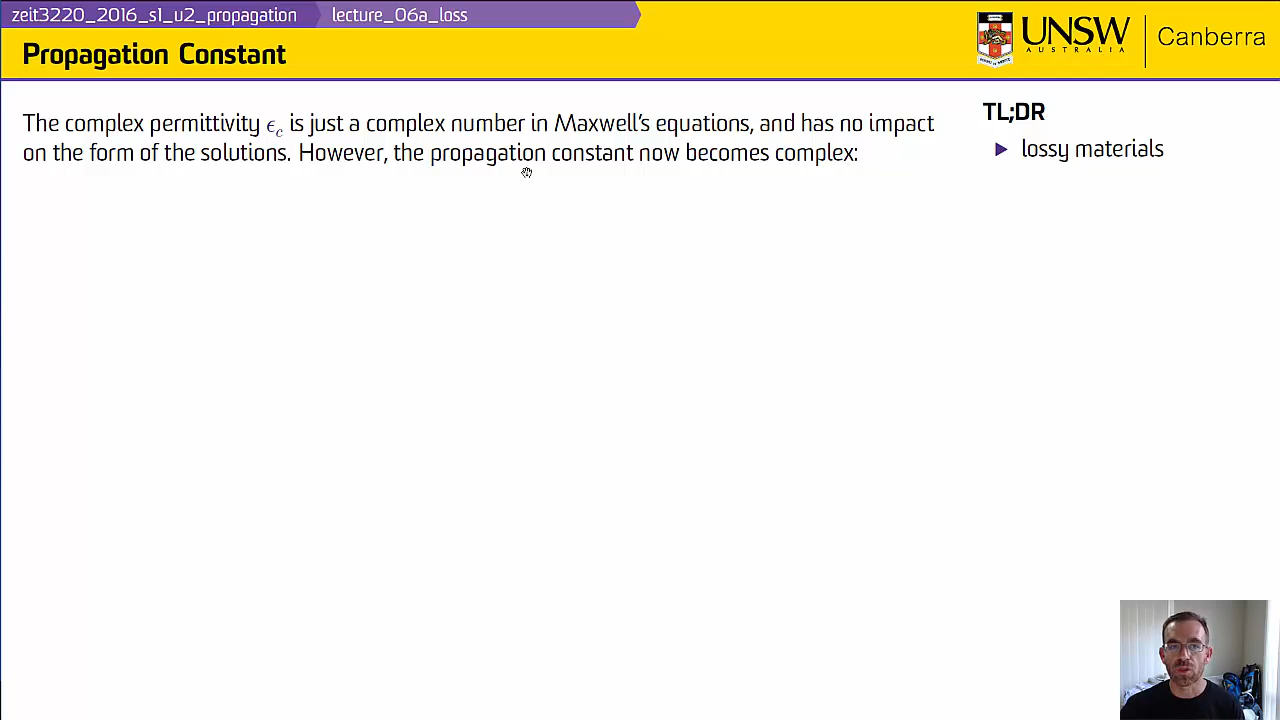 zeit3220_2016_s1_u2_propagation lecture_06a_loss
Propagation Constant
UNSW
AUSTRALIA
Canberra
The complex permittivity ϵc is just a complex number in Maxwell's equations, and has no impact
on the form of the solutions. However, the propagation constant now becomes complex:
TL;DR
lossy materials